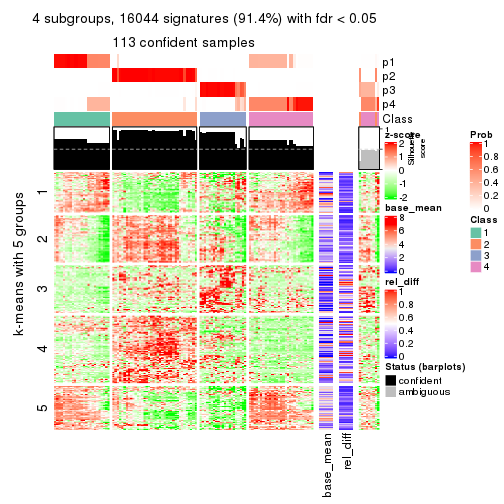 4 subgroups, 16044 signatures (91.4%) with fdr < 0.05
113 confident samples
p1
p2
p3
p4
Class
1
Silhouette
score
k-means with 5 groups
1
2
3
4
5
base_mean
rel_diff
z-score
2
1
0
-1
-2
base_mean
8
6
4
2
0
rel_diff
1
0.8
0.6
0.4
0.2
0
Status (barplots)
confident
ambiguous
Prob
1
0.8
0.6
0.4
0.2
0
Class
1
2
3
4